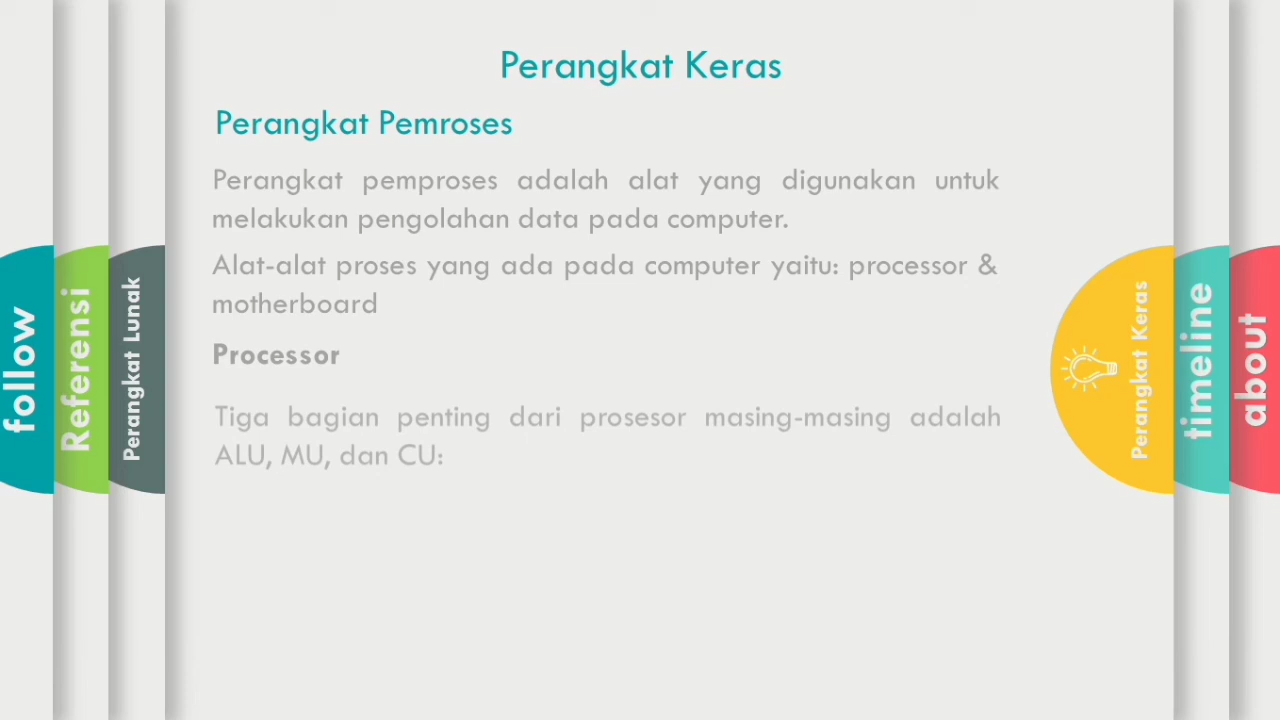 Perangkat Keras
Perangkat Pemroses
Perangkat pemproses adalah alat yang digunakan untuk
melakukan pengolahan data pada computer.
Alat-alat proses yang ada pada computer yaitu: processor &
motherboard
Processor
Tiga bagian penting dari prosesor masing-masing adalah
ALU, MU, dan CU:
follow
Referensi
Perangkat Lunak
Perangkat Keras
timeline
about